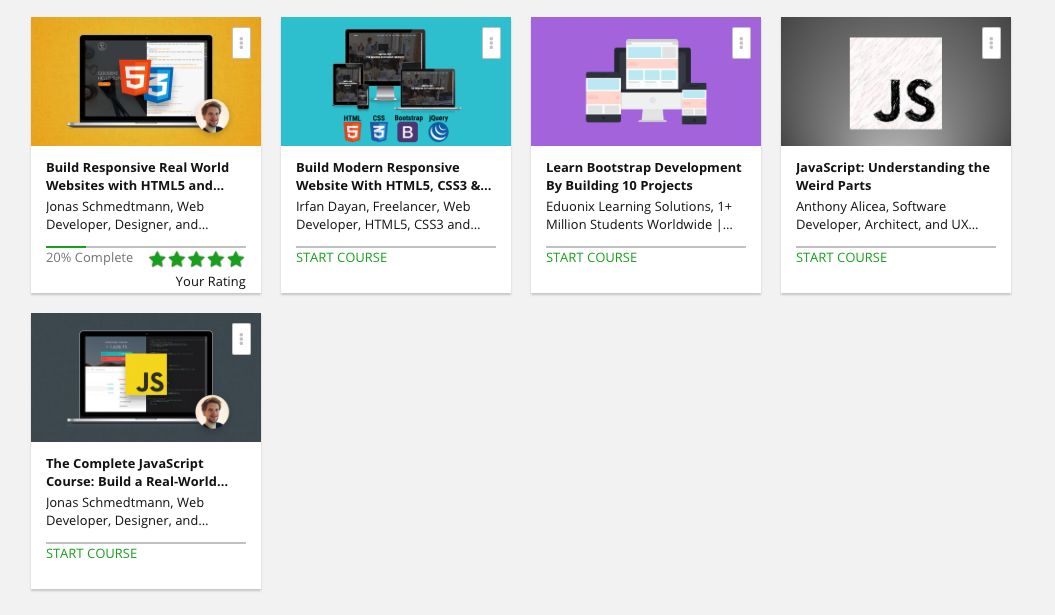 5
3
Build Responsive Real World
Websites with HTML5 and...
Jonas Schmedtmann, Web
Developer, Designer, and...
20% Complete
Your Rating
HTML CSS Bootstrap jQuery
5 3 B
Build Modern Responsive
Website With HTML5, CSS3 &...
Irfan Dayan, Freelancer, Web
Developer, HTML5, CSS3 and...
START COURSE
Learn Bootstrap Development
By Building 10 Projects
Eduonix Learning Solutions, 1+
Million Students Worldwide |...
START COURSE
JS
JavaScript: Understanding the
Weird Parts
Anthony Alicea, Software
Developer, Architect, and UX...
START COURSE
JS
The Complete JavaScript
Course: Build a Real-World...
Jonas Schmedtmann, Web
Developer, Designer, and...
START COURSE